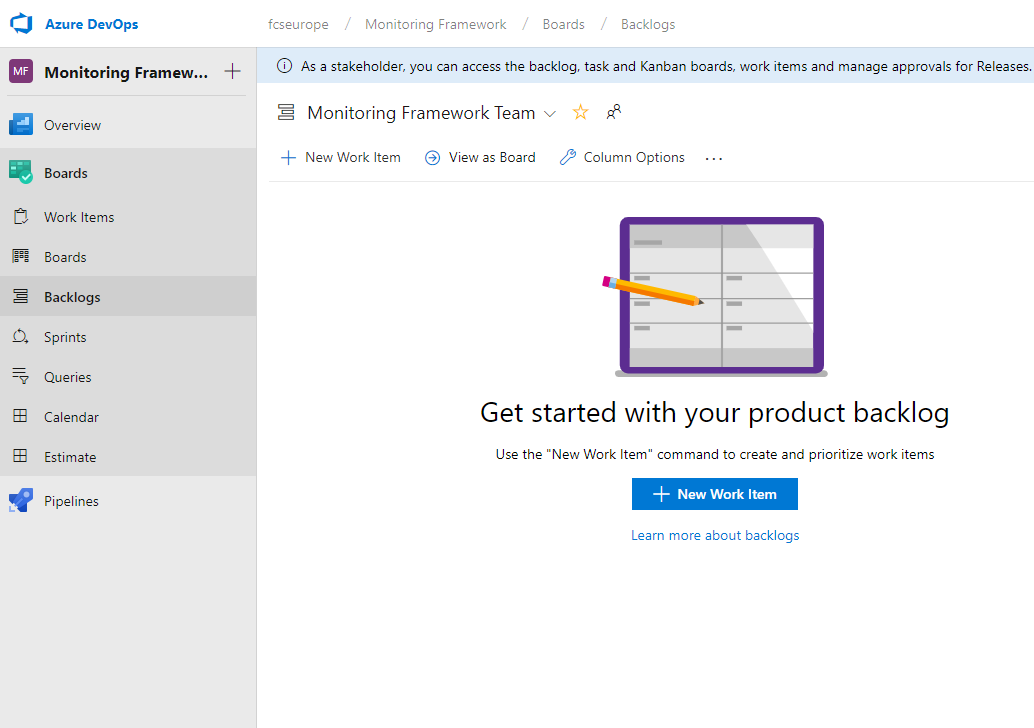 Azure DevOps
fcseurope / Monitoring Framework / Boards / Backlogs
MF Monitoring Framew... +
As a stakeholder, you can access the backlog, task and Kanban boards, work items and manage approvals for Releases.
Monitoring Framework Team
Overview
New Work Item View as Board Column Options ...
Boards
Work Items
Boards
Backlogs
Sprints
Queries
Calendar
Estimate
Pipelines
Get started with your product backlog
Use the "New Work Item" command to create and prioritize work items
New Work Item
Learn more about backlogs